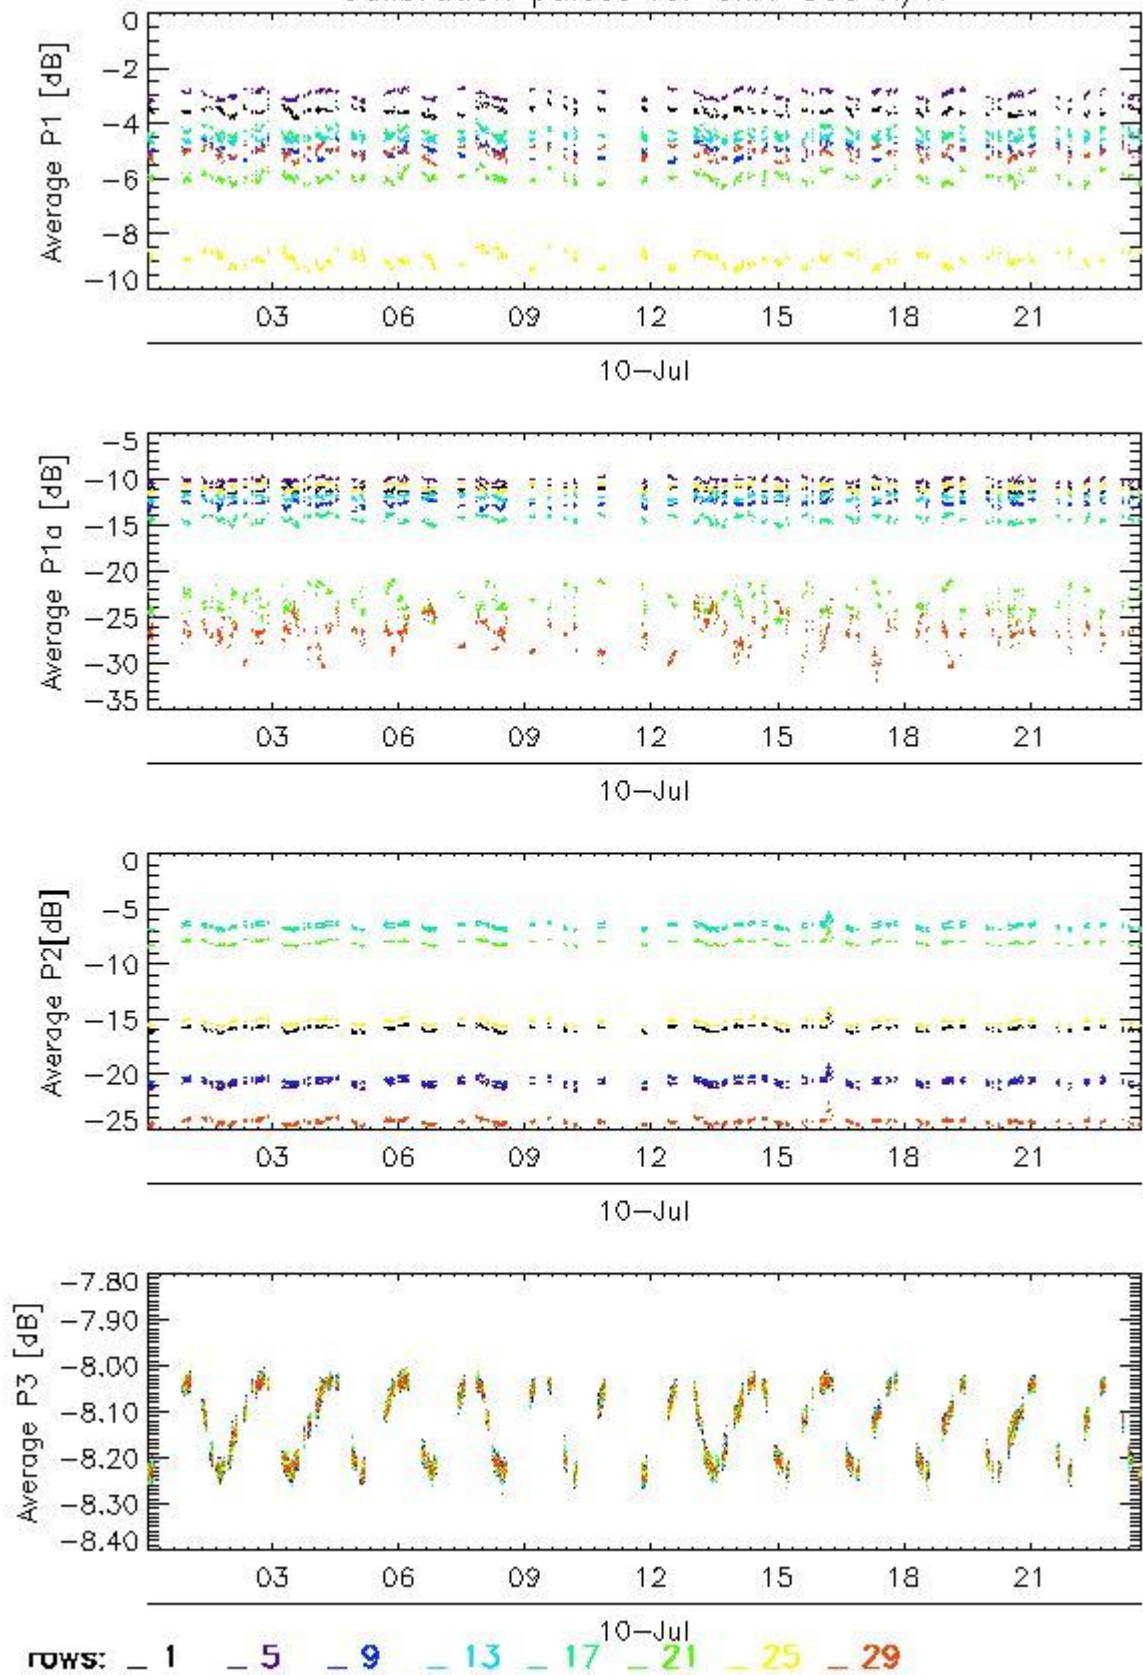 0
-2
-4
-6
-8
-10
Average P1 [dB]
03 06 09 12 15 18 21
10-Jul
-5
-10
-15
-20
-25
-30
-35
Average P1a [dB]
03 06 09 12 15 18 21
10-Jul
0
-5
-10
-15
-20
-25
Average P2[dB]
03 06 09 12 15 18 21
10-Jul
-7.80
-7.90
-8.00
-8.10
-8.20
-8.30
-8.40
Average P3 [dB]
03 06 09 12 15 18 21
10-Jul
rows: _ 1 _ 5 _ 9 _ 13 _ 17 _ 21 _ 25 _ 29